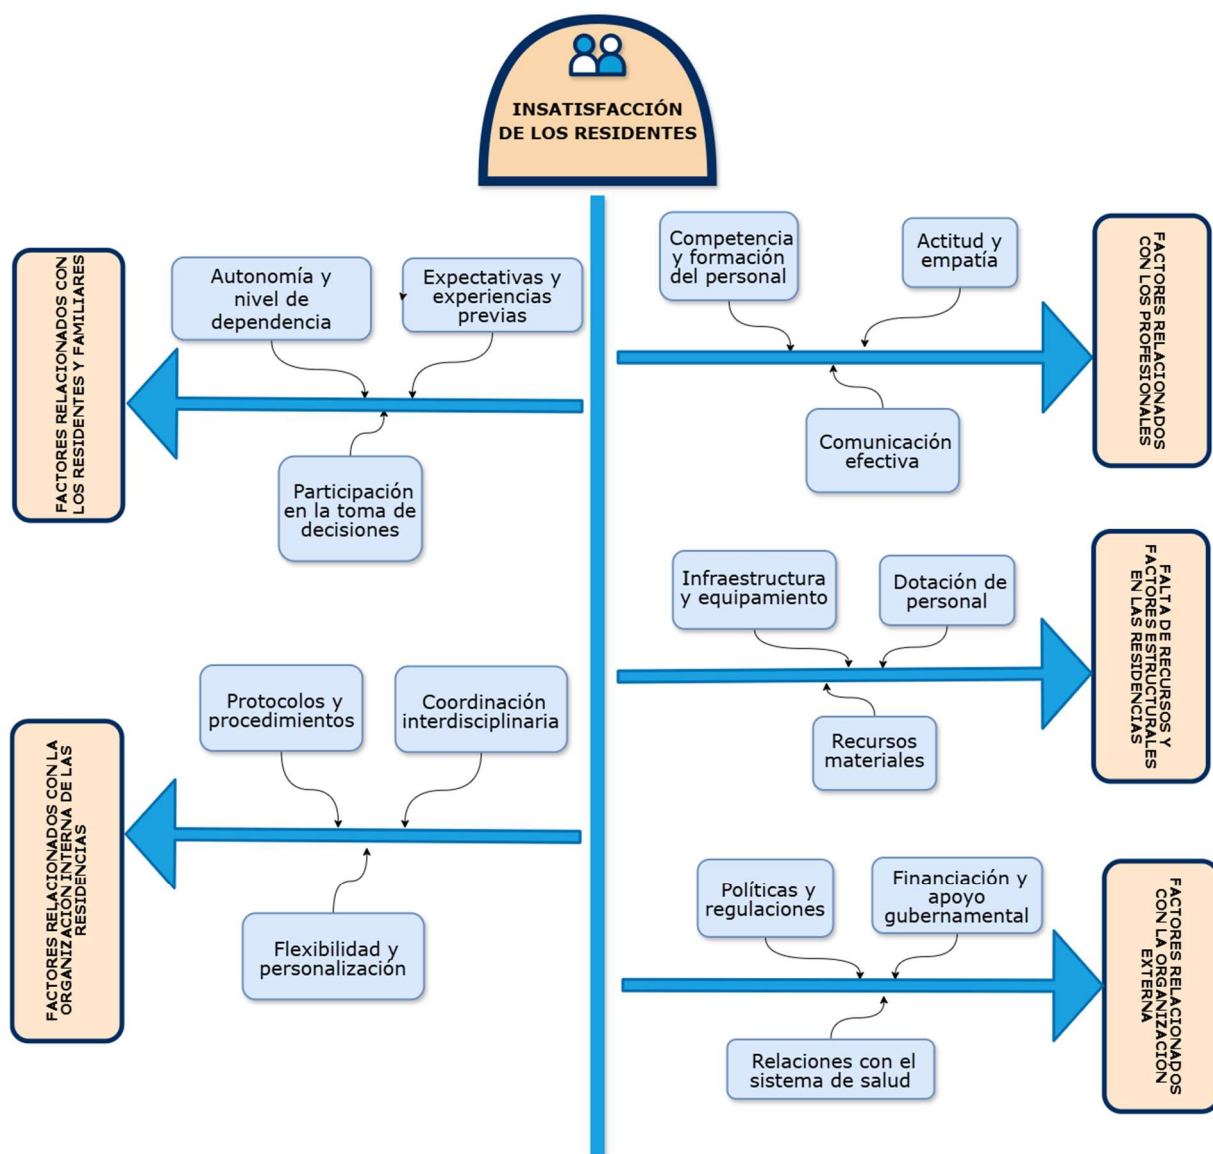 INSATISFACCIÓN
DE LOS RESIDENTES
FACTORES RELACIONADOS CON
LOS RESIDENTES Y FAMILIARES
Autonomía y
nivel de
dependencia
Expectativas y
experiencias
previas
Participación
en la toma de
decisiones
Competencia
y formación
del personal
Actitud y
empatía
Comunicación
efectiva
FACTORES RELACIONADOS
CON LOS PROFESIONALES
Infraestructura
y equipamiento
Dotación de
personal
Recursos
materiales
FALTA DE RECURSOS Y
FACTORES ESTRUCTURALES
EN LAS RESIDENCIAS
FACTORES RELACIONADOS CON LA
ORGANIZACIÓN INTERNA DE LAS
RESIDENCIAS
Protocolos y
procedimientos
Coordinación
interdisciplinaria
Flexibilidad y
personalización
Políticas y
regulaciones
Financiación y
apoyo
gubernamental
Relaciones con el
sistema de salud
FACTORES RELACIONADOS
CON LA ORGANIZACIÓN
EXTERNA